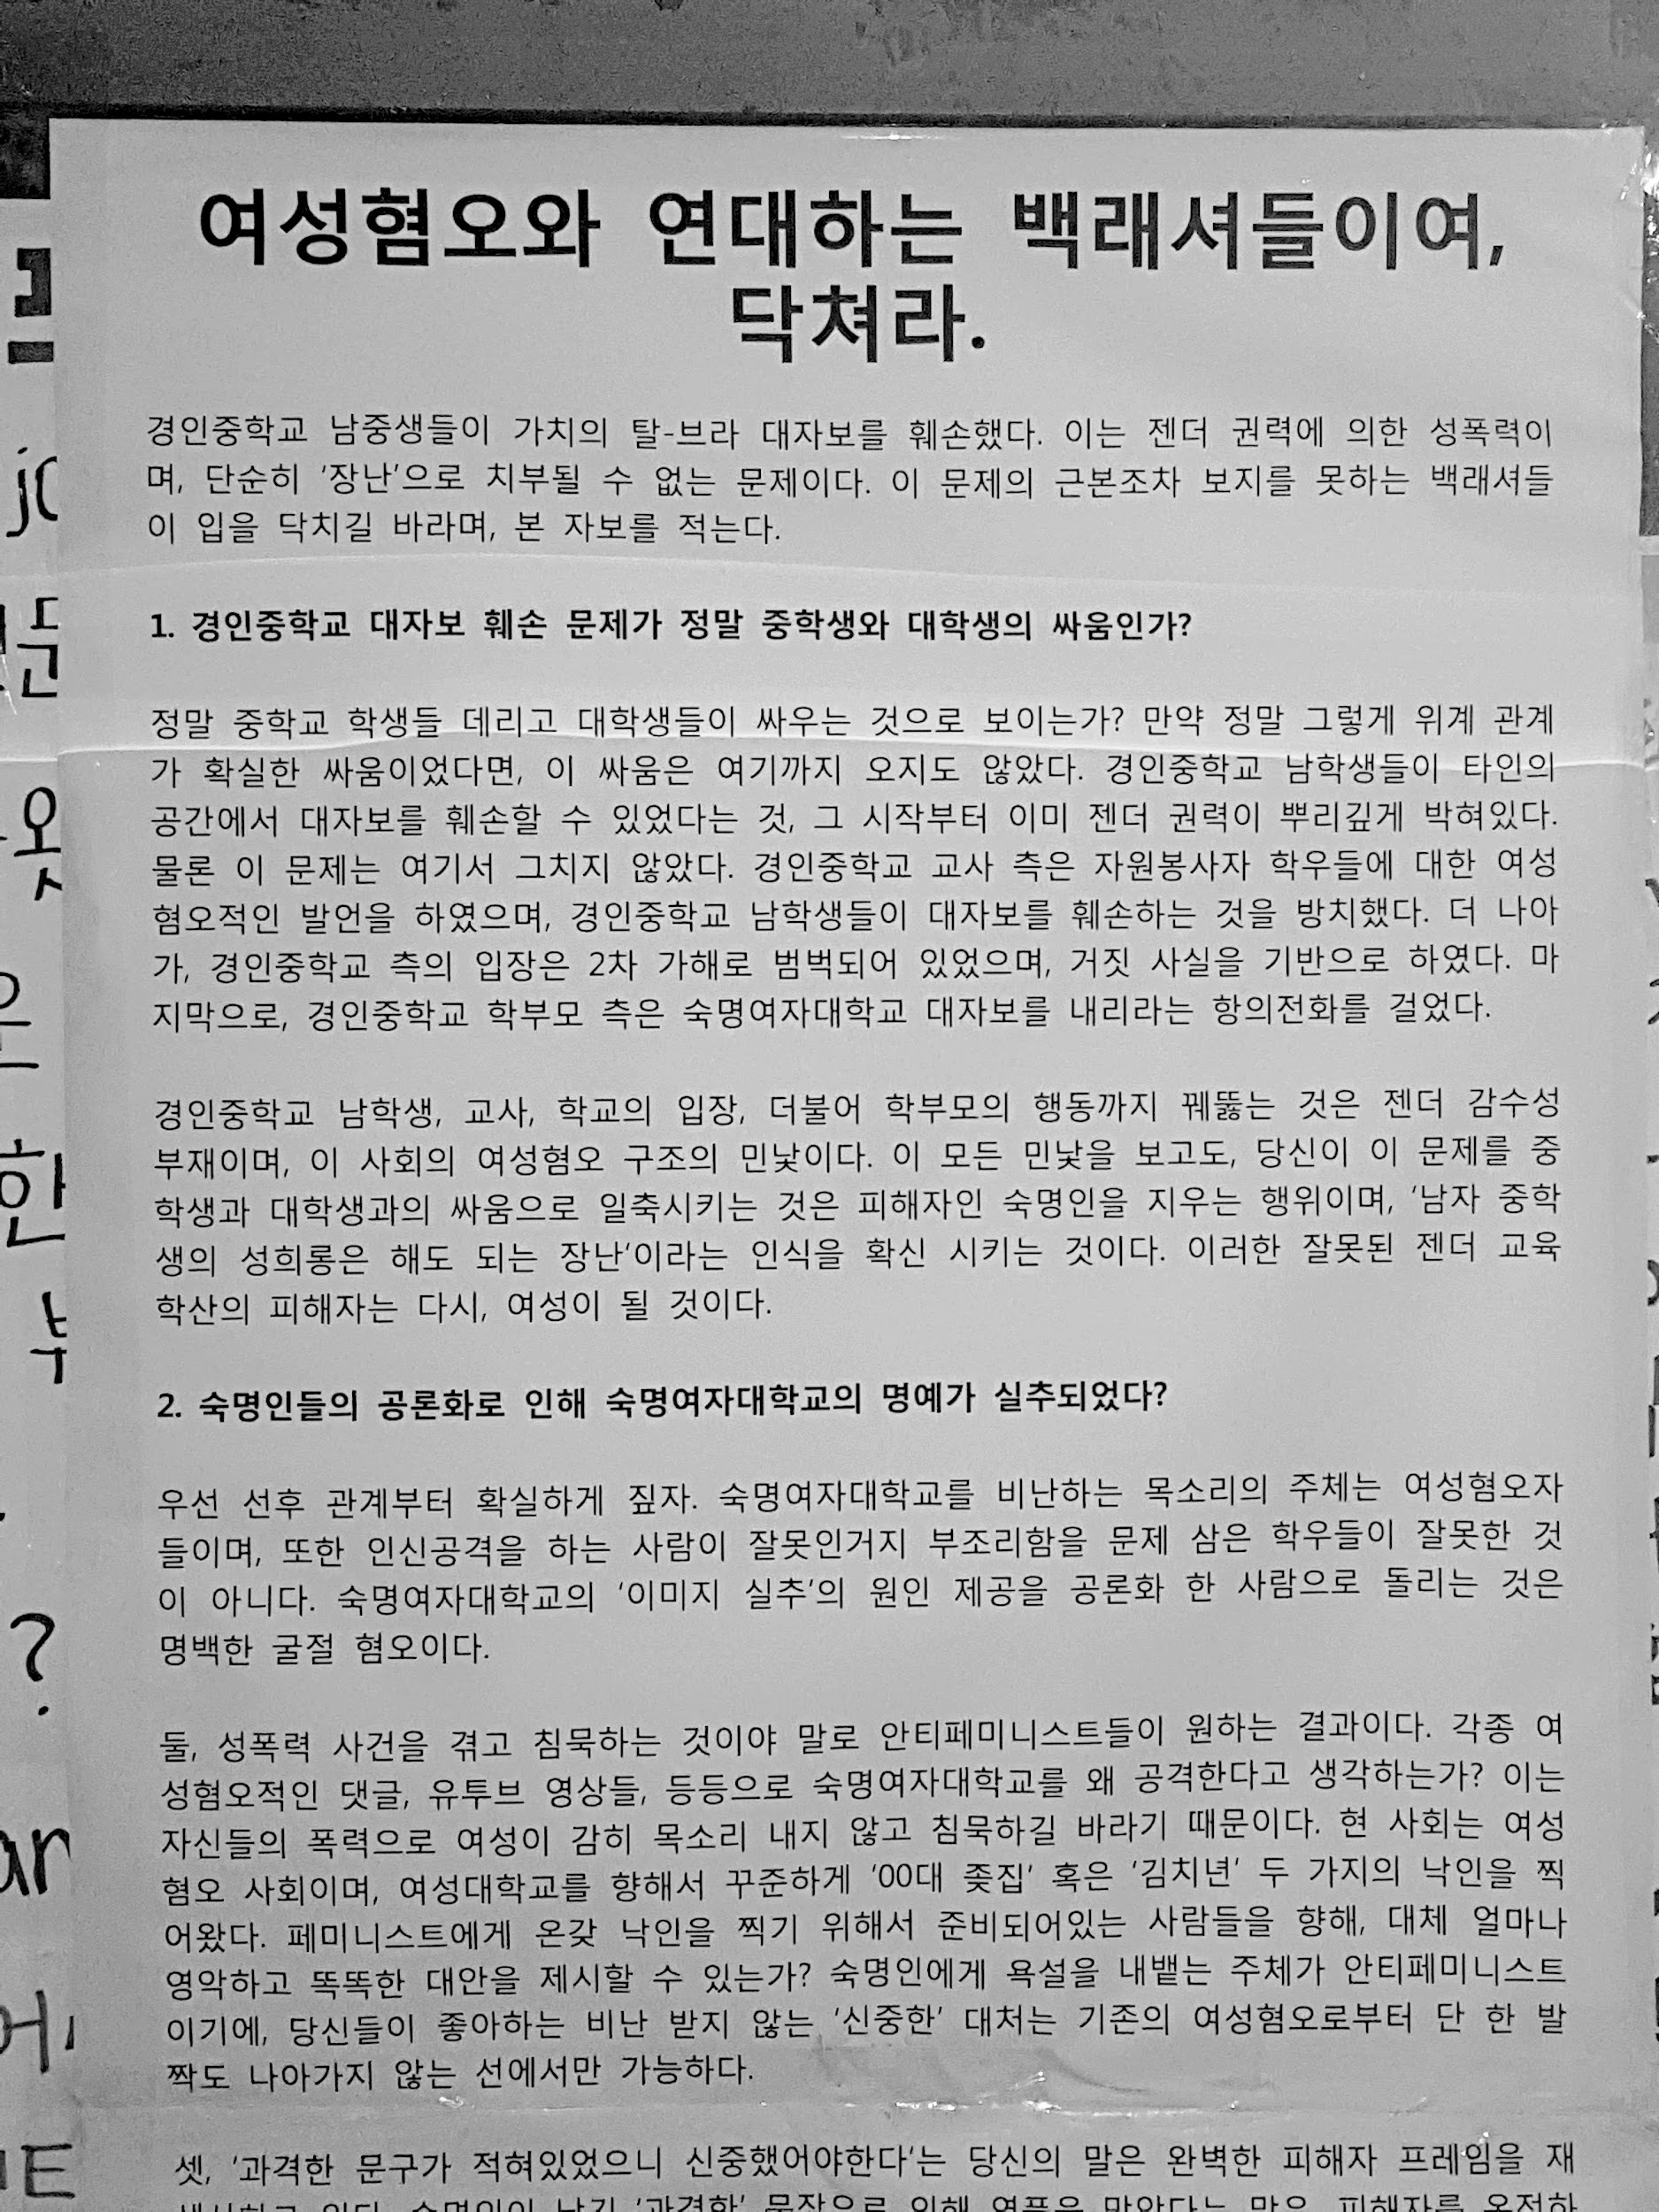 여성혐오와 연대하는 백래셔들이여,
닥쳐라.
경인중학교 남중생들이 가치의 탈-브라 대자보를 훼손했다. 이는 젠더 권력에 의한 성폭력이
며, 단순히 '장난'으로 치부될 수 없는 문제이다. 이 문제의 근본조차 보지를 못하는 백래셔들
이 입을 닥치길 바라며, 본 자보를 적는다.
1. 경인중학교 대자보 훼손 문제가 정말 중학생와 대학생의 싸움인가?
정말 중학교 학생들 데리고 대학생들이 싸우는 것으로 보이는가? 만약 정말 그렇게 위계 관계
가 확실한 싸움이었다면, 이 싸움은 여기까지 오지도 않았다. 경인중학교 남학생들이 타인의
공간에서 대자보를 훼손할 수 있었다는 것, 그 시작부터 이미 젠더 권력이 뿌리깊게 박혀있다.
물론 이 문제는 여기서 그치지 않았다. 경인중학교 교사 측은 자원봉사자 학우들에 대한 여성
혐오적인 발언을 하였으며, 경인중학교 남학생들이 대자보를 훼손하는 것을 방치했다. 더 나아
가, 경인중학교 측의 입장은 2차 가해로 범벅되어 있었으며, 거짓 사실을 기반으로 하였다. 마
지막으로, 경인중학교 학부모 측은 숙명여자대학교 대자보를 내리라는 항의전화를 걸었다.
경인중학교 남학생, 교사, 학교의 입장, 더불어 학부모의 행동까지 꿰뚫는 것은 젠더 감수성
부재이며, 이 사회의 여성혐오 구조의 민낯이다. 이 모든 민낯을 보고도, 당신이 이 문제를 중
학생과 대학생과의 싸움으로 일축시키는 것은 피해자인 숙명인을 지우는 행위이며, '남자 중학
생의 성희롱은 해도 되는 장난'이라는 인식을 확신 시키는 것이다. 이러한 잘못된 젠더 교육
학산의 피해자는 다시, 여성이 될 것이다.
2. 숙명인들의 공론화로 인해 숙명여자대학교의 명예가 실추되었다?
우선 선후 관계부터 확실하게 짚자. 숙명여자대학교를 비난하는 목소리의 주체는 여성혐오자
들이며, 또한 인신공격을 하는 사람이 잘못인거지 부조리함을 문제 삼은 학우들이 잘못한 것
이 아니다. 숙명여자대학교의 '이미지 실추'의 원인 제공을 공론화 한 사람으로 돌리는 것은
명백한 굴절 혐오이다.
둘, 성폭력 사건을 겪고 침묵하는 것이야 말로 안티페미니스트들이 원하는 결과이다. 각종 여
성혐오적인 댓글, 유투브 영상들, 등등으로 숙명여자대학교를 왜 공격한다고 생각하는가? 이는
자신들의 폭력으로 여성이 감히 목소리 내지 않고 침묵하길 바라기 때문이다. 현 사회는 여성
혐오 사회이며, 여성대학교를 향해서 꾸준하게 '00대 좆집' 혹은 '김치년' 두 가지의 낙인을 찍
어왔다. 페미니스트에게 온갖 낙인을 찍기 위해서 준비되어있는 사람들을 향해, 대체 얼마나
영악하고 똑똑한 대안을 제시할 수 있는가? 숙명인에게 욕설을 내뱉는 주체가 안티페미니스트
이기에, 당신들이 좋아하는 비난 받지 않는 '신중한' 대처는 기존의 여성혐오로부터 단 한 발
짝도 나아가지 않는 선에서만 가능하다.
셋, '과격한 문구가 적혀있었으니 신중했어야한다'는 당신의 말은 완벽한 피해자 프레임을 재